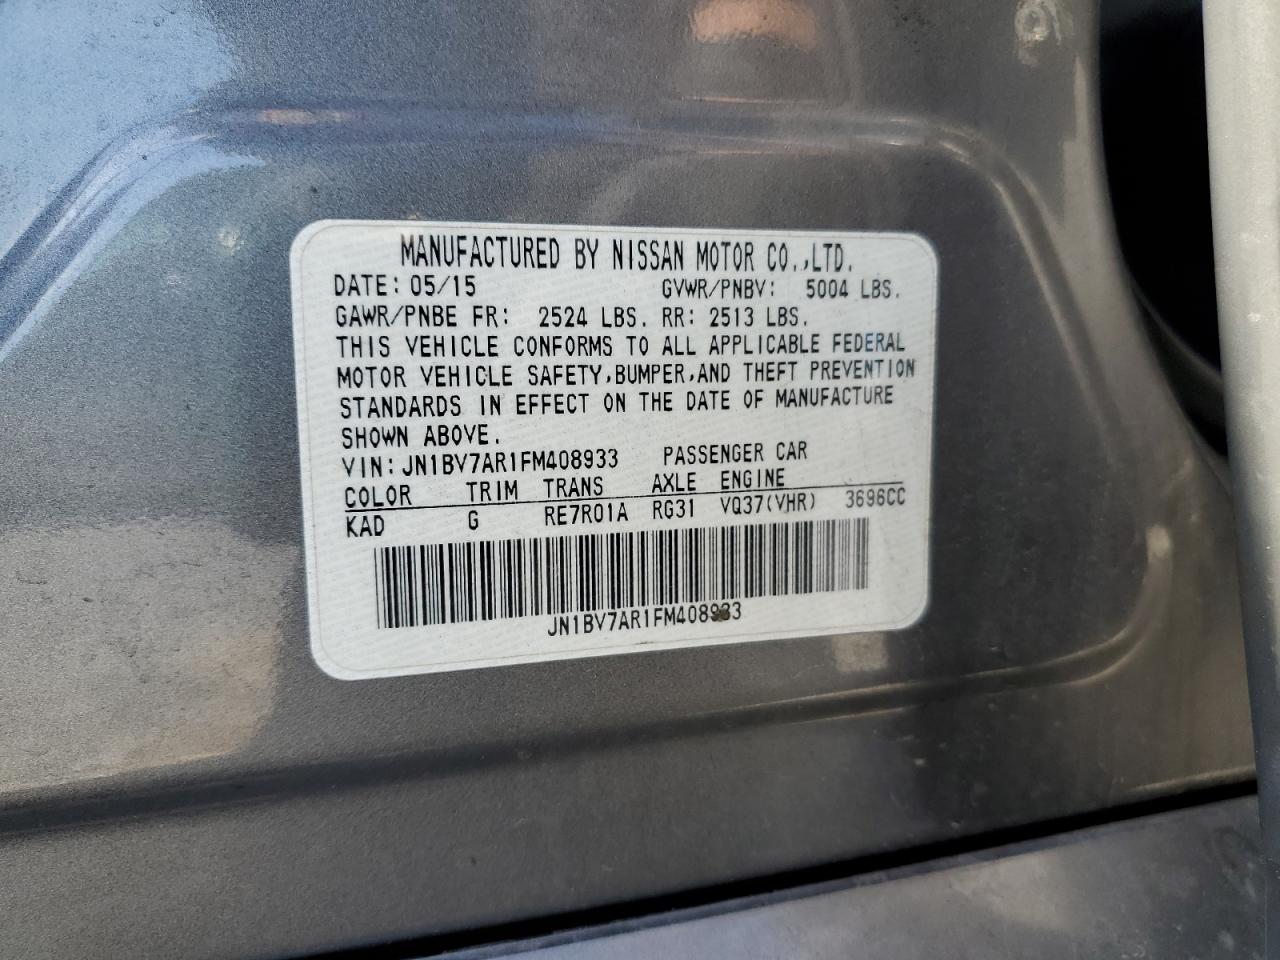 MANUFACTURED BY NISSAN MOTOR CO.,LTD.
DATE: 05/15 GVWR/PNBV: 5004 LBS.
GAWR/PNBE FR: 2524 LBS. RR: 2513 LBS.
THIS VEHICLE CONFORMS TO ALL APPLICABLE FEDERAL
MOTOR VEHICLE SAFETY,BUMPER,AND THEFT PREVENTION
STANDARDS IN EFFECT ON THE DATE OF MANUFACTURE
SHOWN ABOVE.
VIN: JN1BV7AR1FM408933 PASSENGER CAR
COLOR TRIM TRANS AXLE ENGINE
KAD G RE7R01A RG31 VQ37(VHR) 3696CC
JN1BV7AR1FM408933